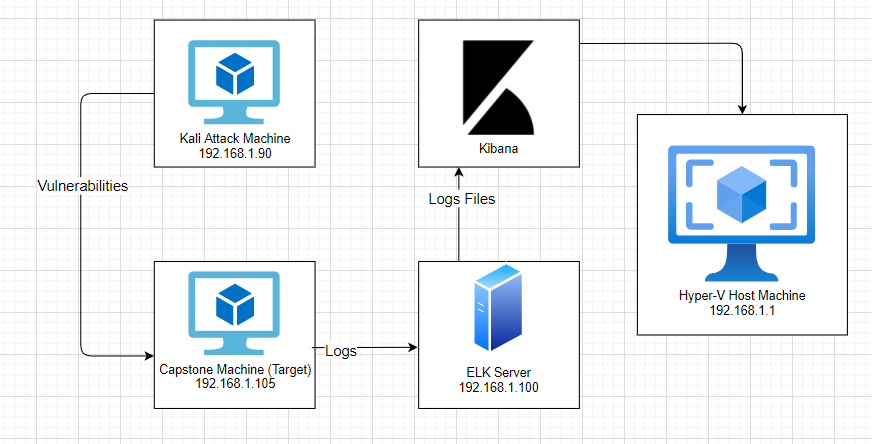 Kali Attack Machine
192.168.1.90
Kibana
Vulnerabilities
Logs Files
Hyper-V Host Machine
192.168.1.1
Capstone Machine (Target)
192.168.1.105
Logs
ELK Server
192.168.1.100